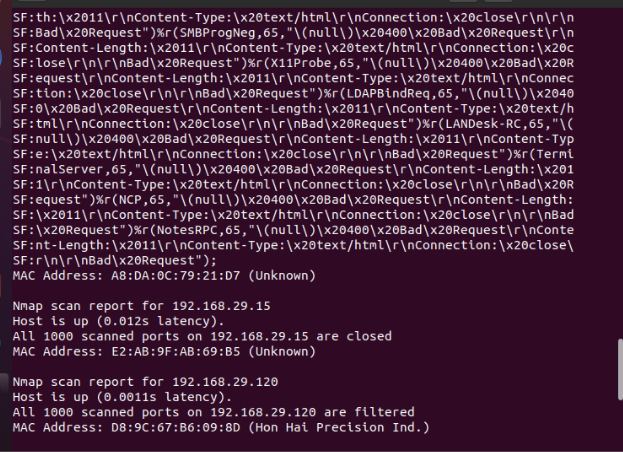 SF:th:\x2011\r\nContent-Type:\x20text/html\r\nConnection:\x20close\r\n\r\n
SF:Bad\x20Request")%r(SMBProgNeg,65,"\(null\)\x20400\x20Bad\x20Request\r\n
SF:Content-Length:\x2011\r\nContent-Type:\x20text/html\r\nConnection:\x20c
SF:lose\r\n\r\nBad\x20Request")%r(X11Probe,65,"\(null\)\x20400\x20Bad\x20R
SF:equest\r\nContent-Length:\x2011\r\nContent-Type:\x20text/html\r\nConnec
SF:tion:\x20close\r\n\r\nBad\x20Request")%r(LDAPBindReq,65,"\(null\)\x2040
SF:0\x20Bad\x20Request\r\nContent-Length:\x2011\r\nContent-Type:\x20text/h
SF:tml\r\nConnection:\x20close\r\n\r\nBad\x20Request")%r(LANDesk-RC,65,"\(
SF:null\)\x20400\x20Bad\x20Request\r\nContent-Length:\x2011\r\nContent-Typ
SF:e:\x20text/html\r\nConnection:\x20close\r\n\r\nBad\x20Request")%r(Termi
SF:nalServer,65,"\(null\)\x20400\x20Bad\x20Request\r\nContent-Length:\x201
SF:1\r\nContent-Type:\x20text/html\r\nConnection:\x20close\r\n\r\nBad\x20R
SF:equest")%r(NCP,65,"\(null\)\x20400\x20Bad\x20Request\r\nContent-Length:
SF:\x2011\r\nContent-Type:\x20text/html\r\nConnection:\x20close\r\n\r\nBad
SF:\x20Request")%r(NotesRPC,65,"\(null\)\x20400\x20Bad\x20Request\r\nConte
SF:nt-Length:\x2011\r\nContent-Type:\x20text/html\r\nConnection:\x20close\
SF:r\n\r\nBad\x20Request");
MAC Address: A8:DA:0C:79:21:D7 (Unknown)
Nmap scan report for 192.168.29.15
Host is up (0.012s latency).
All 1000 scanned ports on 192.168.29.15 are closed
MAC Address: E2:AB:9F:AB:69:B5 (Unknown)
Nmap scan report for 192.168.29.120
Host is up (0.0011s latency).
All 1000 scanned ports on 192.168.29.120 are filtered
MAC Address: D8:9C:67:B6:09:8D (Hon Hai Precision Ind.)